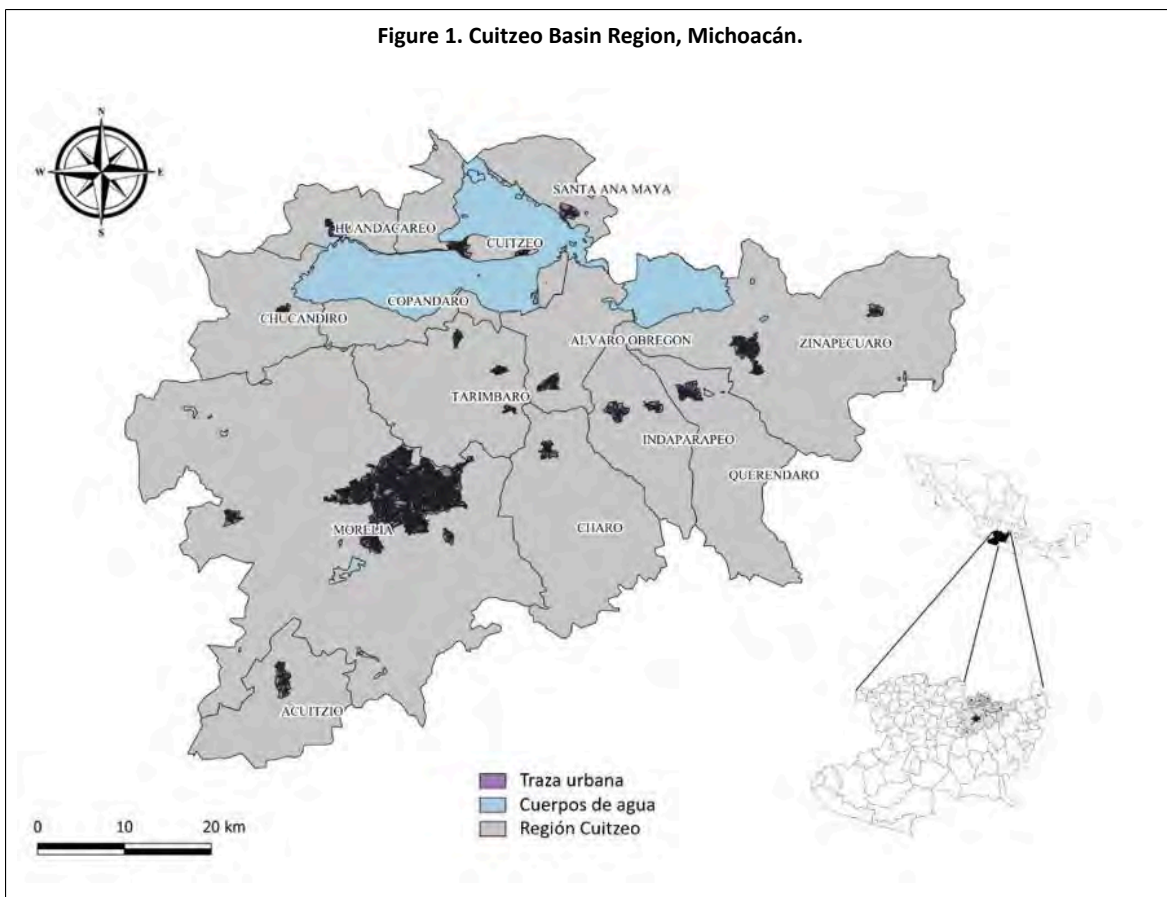 Figure 1. Cuitzeo Basin Region, Michoacán.
N
W
E
S
SANTA ANA MAYA
HUANDACAREO
CUITZEO
COPANDARO
CHUCANDIRO
ALVARO OBREGON
ZINAPECUARO
TARIMBARO
INDAPARAPEO
QUERENDARO
CHARO
MORELIA
ACUITZIO
Traza urbana
Cuerpos de agua
Región Cuitzeo
0 10 20 km